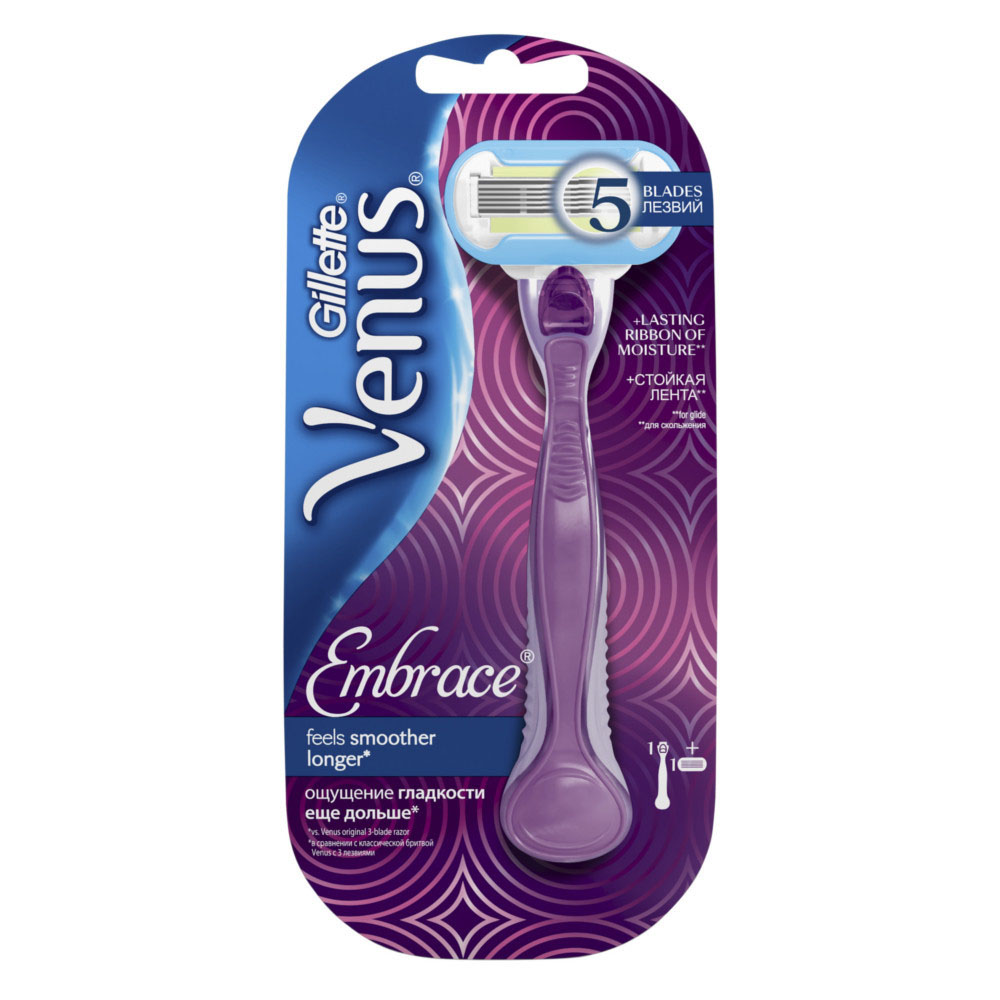 Gillette®
Venus®
5
BLADES
ЛЕЗВИЙ
+LASTING
RIBBON OF
MOISTURE**
+СТОЙКАЯ
ЛЕНТА**
**for glide
**для скольжения
Embrace®
feels smoother
longer*
ощущение гладкости
еще дольше*
*vs. Venus original 3-blade razor
*в сравнении с классической бритвой
Venus с 3 лезвиями
1 +
1